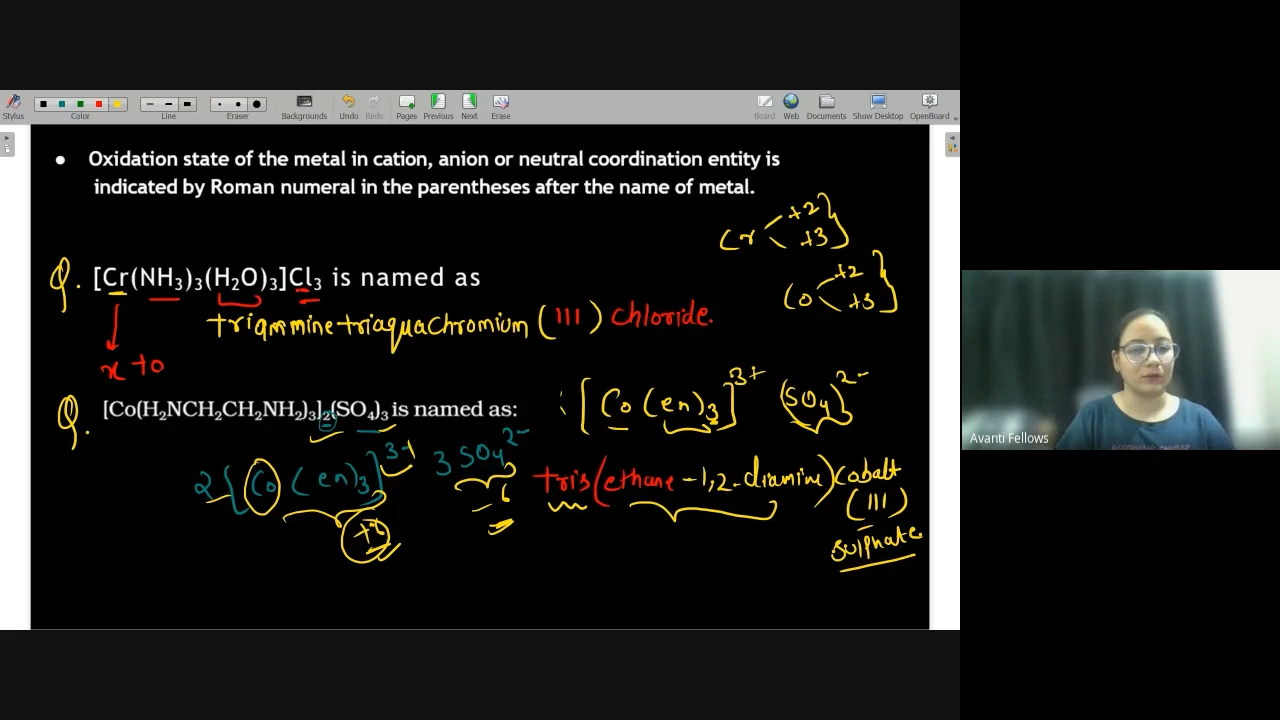 Stylus Color Line Eraser Backgrounds Undo Redo Pages Previous Next Erase Board Web Documents Show Desktop OpenBoard
• Oxidation state of the metal in cation, anion or neutral coordination entity is
indicated by Roman numeral in the parentheses after the name of metal.
Cr +2
+3
Q. [Cr(NH₃)₃(H₂O)₃]Cl₃ is named as
Co +2
+3
triammine triaquachromium (III) chloride.
x + 0
Q. [Co(H₂NCH₂CH₂NH₂)₃]₂(SO₄)₃ is named as:
[Co(en)₃]³⁺ (SO₄)²⁻
2[Co(en)₃]³⁺ 3SO₄²⁻
tris(ethane-1,2-diamine)cobalt
(III)
sulphate
+6
-6
Avanti Fellows